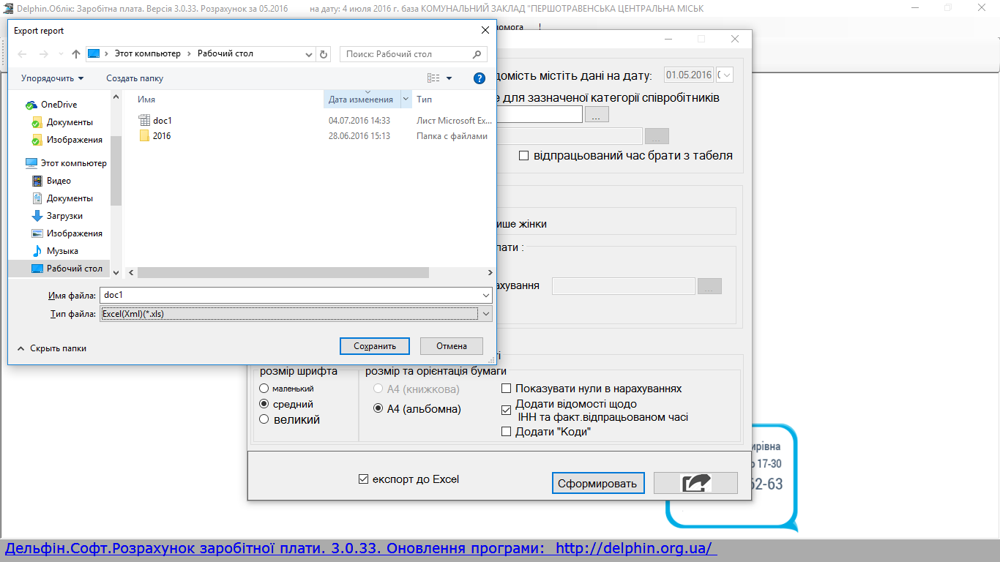 Delphin.Облік: Заробітна плата. Версія 3.0.33. Розрахунок за 05.2016 на дату: 4 июля 2016 г. база КОМУНАЛЬНИЙ ЗАКЛАД "ПЕРШОТРАВЕНСЬКА ЦЕНТРАЛЬНА МІСЬК
омога !
Export report
Этот компьютер > Рабочий стол
Поиск: Рабочий стол
Упорядочить
Создать папку
OneDrive
Документы
Изображения
Этот компьютер
Видео
Документы
Загрузки
Изображения
Музыка
Рабочий стол
Имя Дата изменения Тип
doc1 04.07.2016 14:33 Лист Microsoft Ex...
2016 28.06.2016 15:13 Папка с файлами
Имя файла: doc1
Тип файла: Excel(Xml)(*.xls)
Скрыть папки
Сохранить
Отмена
домість містіть дані на дату: 01.05.2016
е для зазначеної категорії співробітників
...
...
відпрацьований час брати з табеля
ише жінки
лати :
ахування
...
і
розмір шрифта
маленький
средний
великий
розмір та орієнтація бумаги
А4 (книжкова)
А4 (альбомна)
Показувати нули в нарахуваннях
Додати відомості щодо
ІНН та факт.відпрацьованом часі
Додати "Коди"
експорт до Excel
Сформировать
ирівна
о 17-30
52-63
Дельфін.Софт.Розрахунок заробітної плати. 3.0.33. Оновлення програми: http://delphin.org.ua/